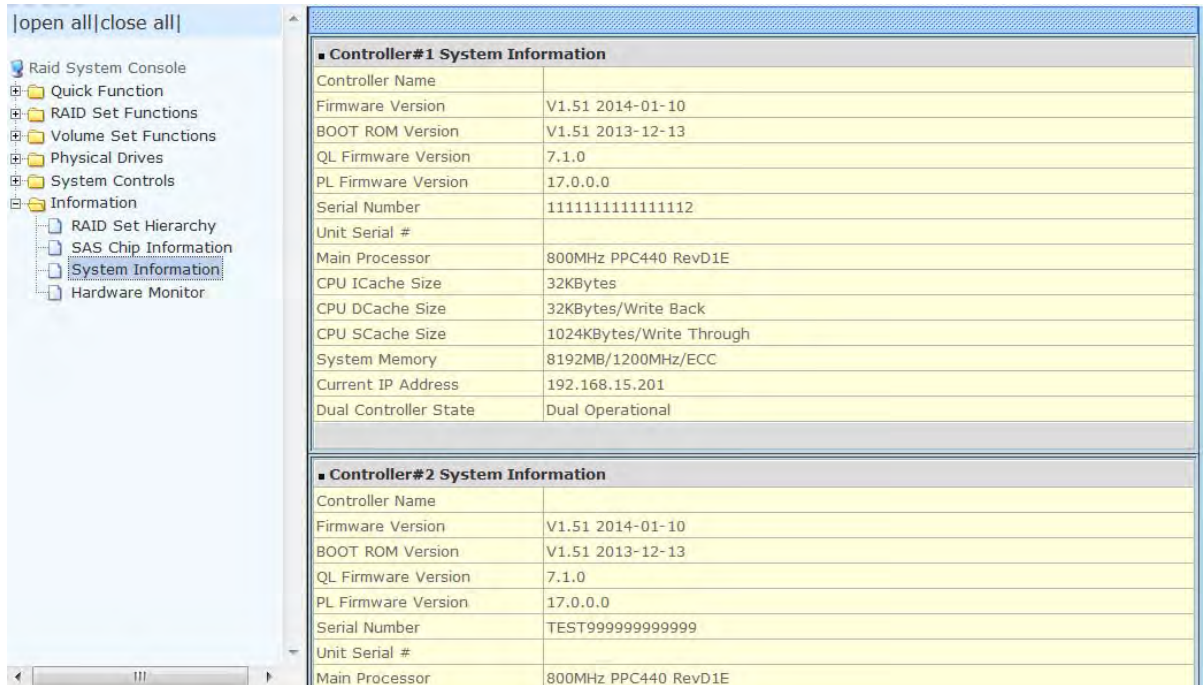 |open all|close all|
Raid System Console
Quick Function
RAID Set Functions
Volume Set Functions
Physical Drives
System Controls
Information
RAID Set Hierarchy
SAS Chip Information
System Information
Hardware Monitor
▪ Controller#1 System Information
Controller Name
Firmware Version V1.51 2014-01-10
BOOT ROM Version V1.51 2013-12-13
QL Firmware Version 7.1.0
PL Firmware Version 17.0.0.0
Serial Number 1111111111111112
Unit Serial #
Main Processor 800MHz PPC440 RevD1E
CPU ICache Size 32KBytes
CPU DCache Size 32KBytes/Write Back
CPU SCache Size 1024KBytes/Write Through
System Memory 8192MB/1200MHz/ECC
Current IP Address 192.168.15.201
Dual Controller State Dual Operational
▪ Controller#2 System Information
Controller Name
Firmware Version V1.51 2014-01-10
BOOT ROM Version V1.51 2013-12-13
QL Firmware Version 7.1.0
PL Firmware Version 17.0.0.0
Serial Number TEST999999999999
Unit Serial #
Main Processor 800MHz PPC440 RevD1E